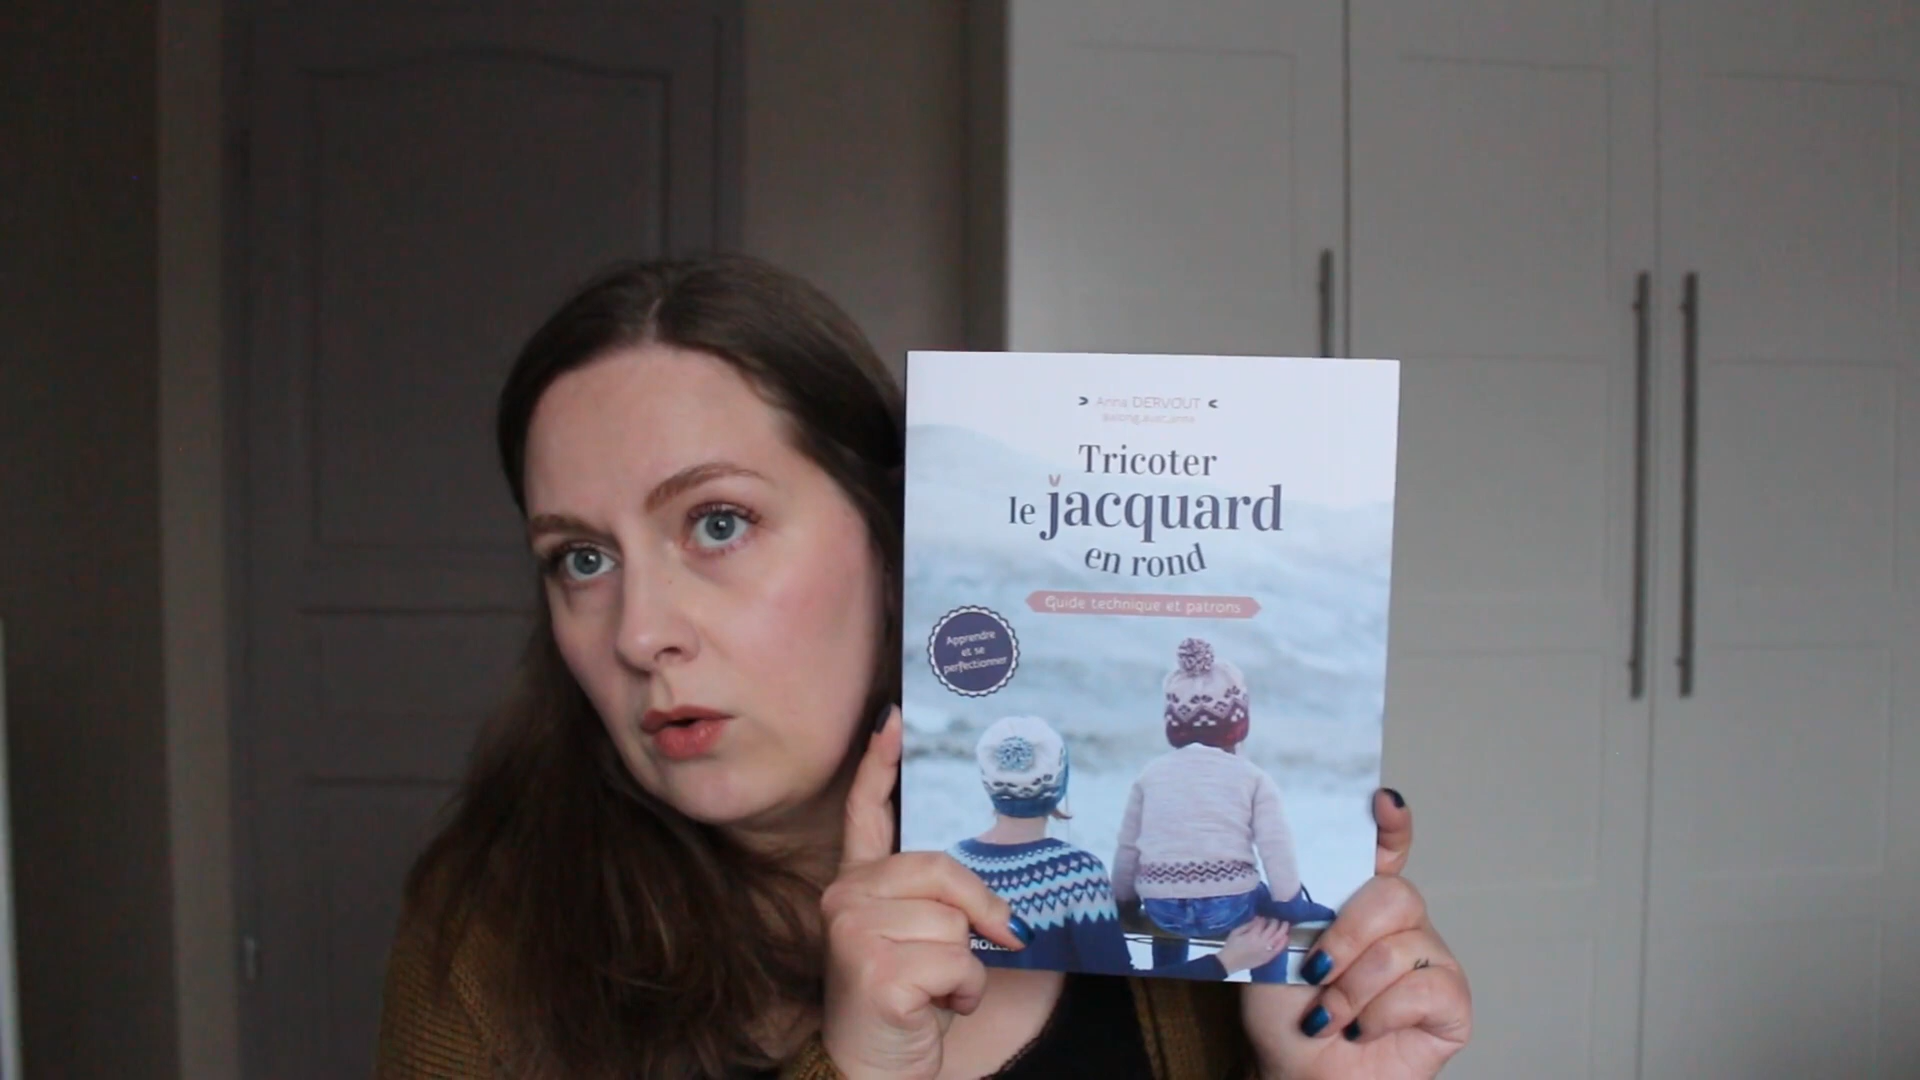 Anna DERVOUT
Tricoter
le jacquard
en rond
Guide technique et patrons
Apprendre
et se
perfectionner